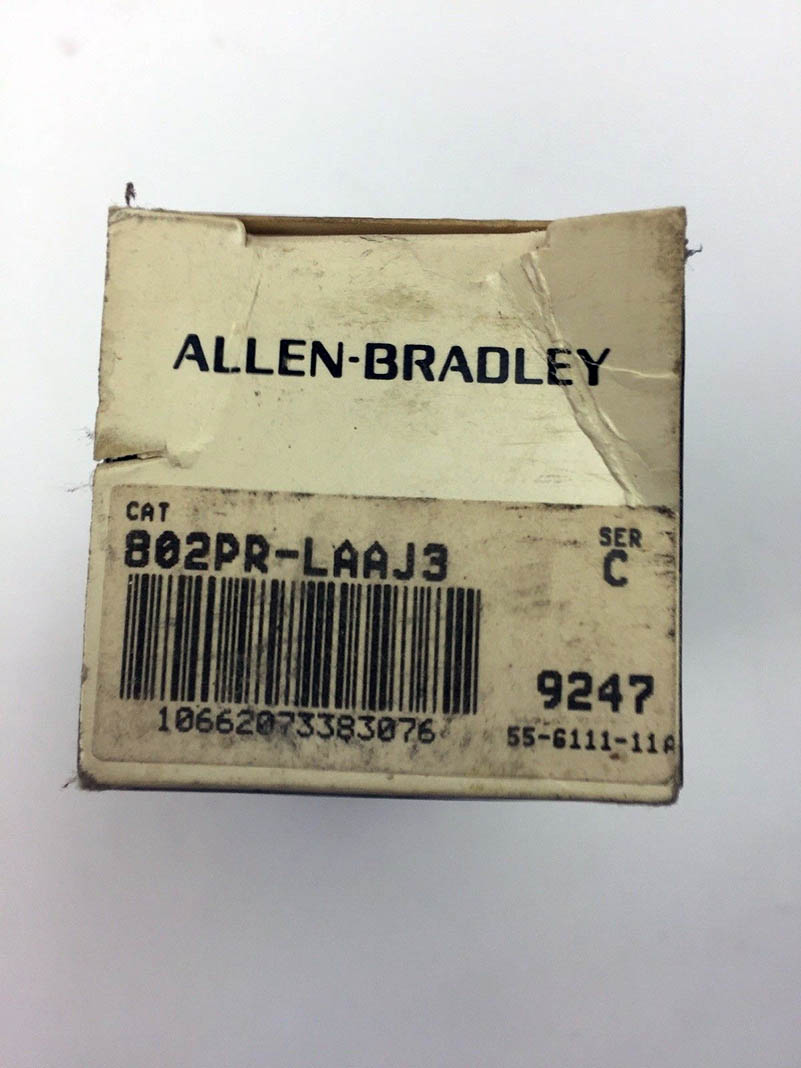 ALLEN-BRADLEY
CAT
802PR-LAAJ3
SER
C
10662073383076
9247
55-6111-11A